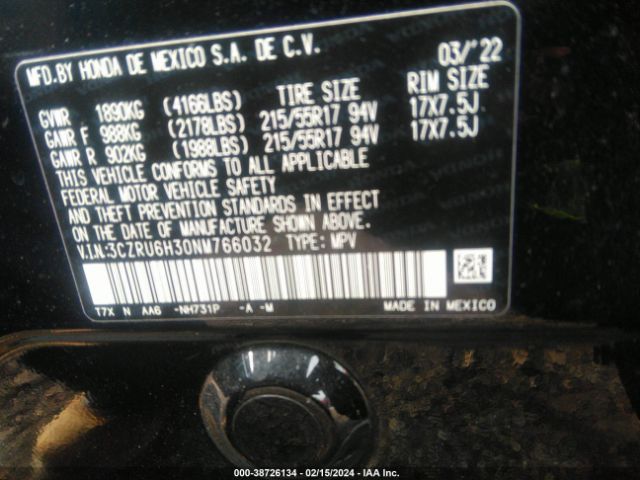 MFD.BY HONDA DE MEXICO S.A. DE C.V. 03/'22
GVWR 1890KG (4166LBS) TIRE SIZE RIM SIZE
GAWR F 988KG (2178LBS) 215/55R17 94V 17X7.5J
GAWR R 902KG (1988LBS) 215/55R17 94V 17X7.5J
THIS VEHICLE CONFORMS TO ALL APPLICABLE
FEDERAL MOTOR VEHICLE SAFETY
AND THEFT PREVENTION STANDARDS IN EFFECT
ON THE DATE OF MANUFACTURE SHOWN ABOVE.
V.I.N:3CZRU6H30NM766032 TYPE: MPV
T7X N AA6 -NH731P -A -M MADE IN MEXICO
000-38726134 - 02/15/2024 - IAA Inc.